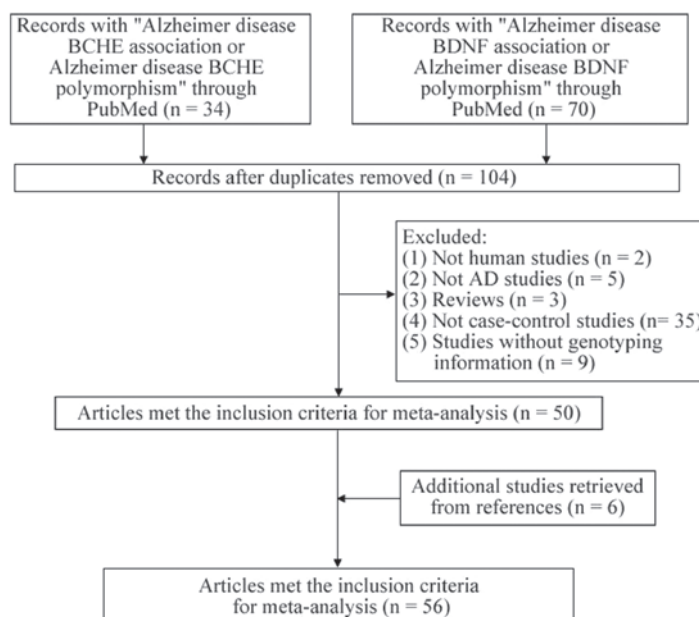 Records with "Alzheimer disease
BCHE association or
Alzheimer disease BCHE
polymorphism" through
PubMed (n = 34)
Records with "Alzheimer disease
BDNF association or
Alzheimer disease BDNF
polymorphism" through
PubMed (n = 70)
Records after duplicates removed (n = 104)
Excluded:
(1) Not human studies (n = 2)
(2) Not AD studies (n = 5)
(3) Reviews (n = 3)
(4) Not case-control studies (n= 35)
(5) Studies without genotyping
information (n = 9)
Articles met the inclusion criteria for meta-analysis (n = 50)
Additional studies retrieved
from references (n = 6)
Articles met the inclusion criteria
for meta-analysis (n = 56)